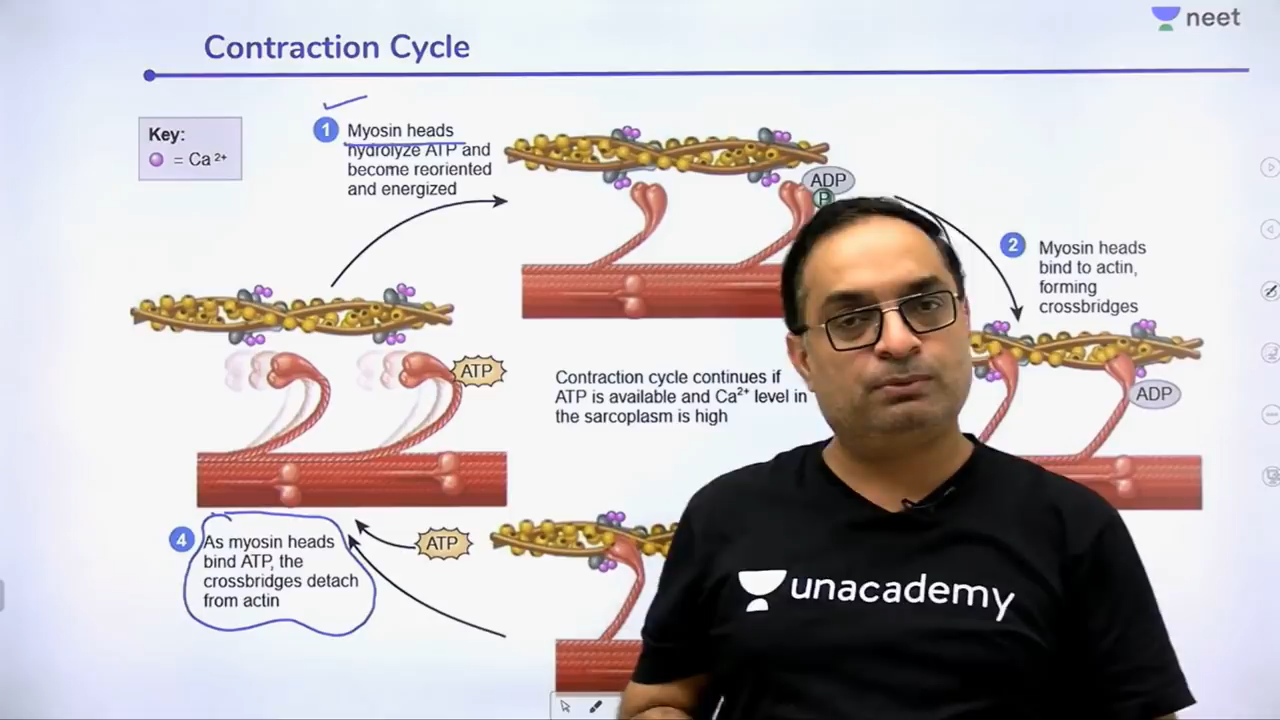 neet
Contraction Cycle
Key:
= Ca 2+
1
Myosin heads
hydrolyze ATP and
become reoriented
and energized
ADP
P
2
Myosin heads
bind to actin,
forming
crossbridges
ATP
Contraction cycle continues if
ATP is available and Ca2+ level in
the sarcoplasm is high
ADP
4
As myosin heads
bind ATP, the
crossbridges detach
from actin
ATP
unacademy